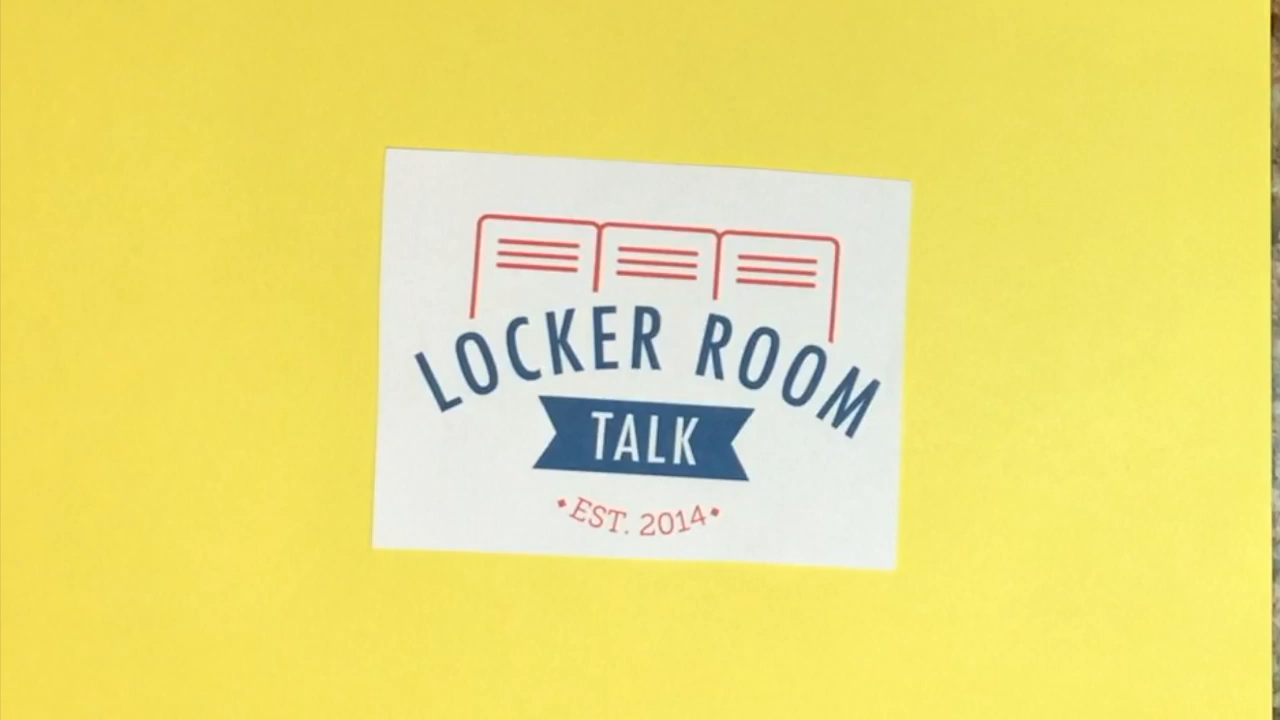 LOCKER ROOM
TALK
• EST. 2014 •